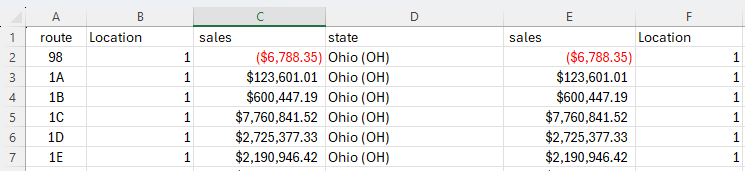 A B C D E F
1 route Location sales state sales Location
2 98 1 ($6,788.35) Ohio (OH) ($6,788.35) 1
3 1A 1 $123,601.01 Ohio (OH) $123,601.01 1
4 1B 1 $600,447.19 Ohio (OH) $600,447.19 1
5 1C 1 $7,760,841.52 Ohio (OH) $7,760,841.52 1
6 1D 1 $2,725,377.33 Ohio (OH) $2,725,377.33 1
7 1E 1 $2,190,946.42 Ohio (OH) $2,190,946.42 1